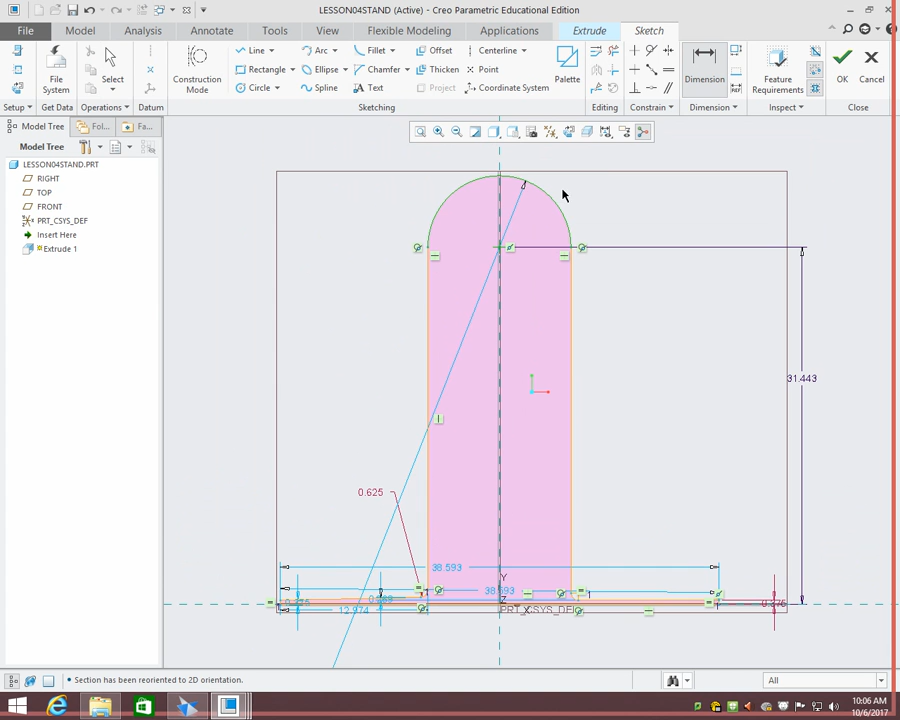 LESSON04STAND (Active) - Creo Parametric Educational Edition
File Model Analysis Annotate Tools View Flexible Modeling Applications Extrude Sketch
Line Arc Fillet Offset Centerline
Rectangle Ellipse Chamfer Thicken Point
Circle Spline Text Project Coordinate System
File System
Select
Construction Mode
Palette
Dimension
Feature Requirements
OK Cancel
Setup Get Data Operations Datum Sketching Editing Constrain Dimension Inspect Close
Model Tree Fol... Fa...
Model Tree
LESSON04STAND.PRT
RIGHT
TOP
FRONT
PRT_CSYS_DEF
Insert Here
Extrude 1
31.443
0.625
38.593
Y
Z
X
12.974
Section has been reoriented to 2D orientation.
All
10:06 AM
10/6/2017